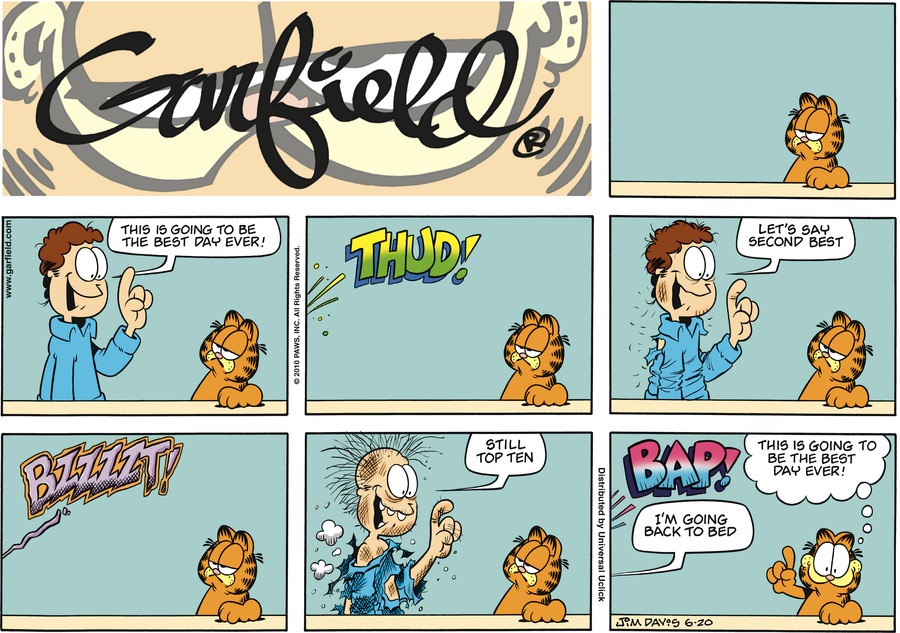 Garfield®
www.garfield.com
THIS IS GOING TO BE
THE BEST DAY EVER!
© 2010 PAWS, INC. All Rights Reserved.
THUD!
LET'S SAY
SECOND BEST
BZZZZT!
STILL
TOP TEN
Distributed by Universal Uclick
BAP!
THIS IS GOING TO
BE THE BEST
DAY EVER!
I'M GOING
BACK TO BED
JIM DAVIS 6·20